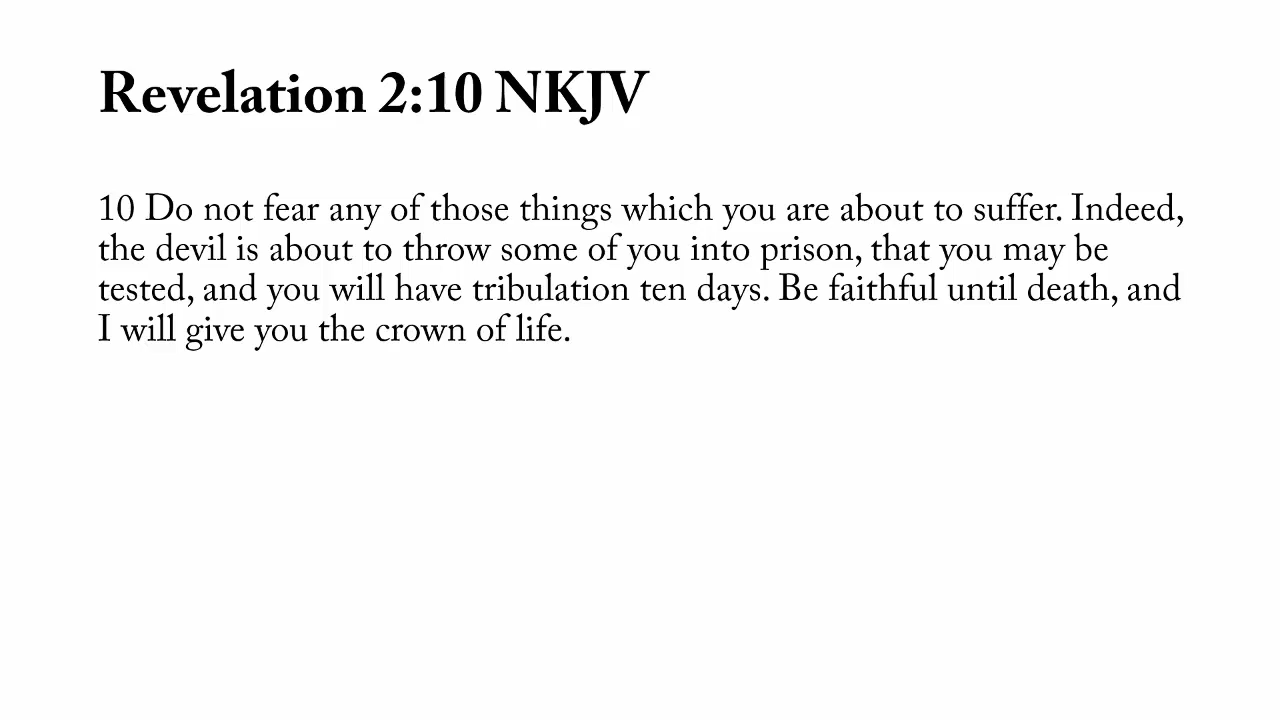 Revelation 2:10 NKJV
10 Do not fear any of those things which you are about to suffer. Indeed,
the devil is about to throw some of you into prison, that you may be
tested, and you will have tribulation ten days. Be faithful until death, and
I will give you the crown of life.